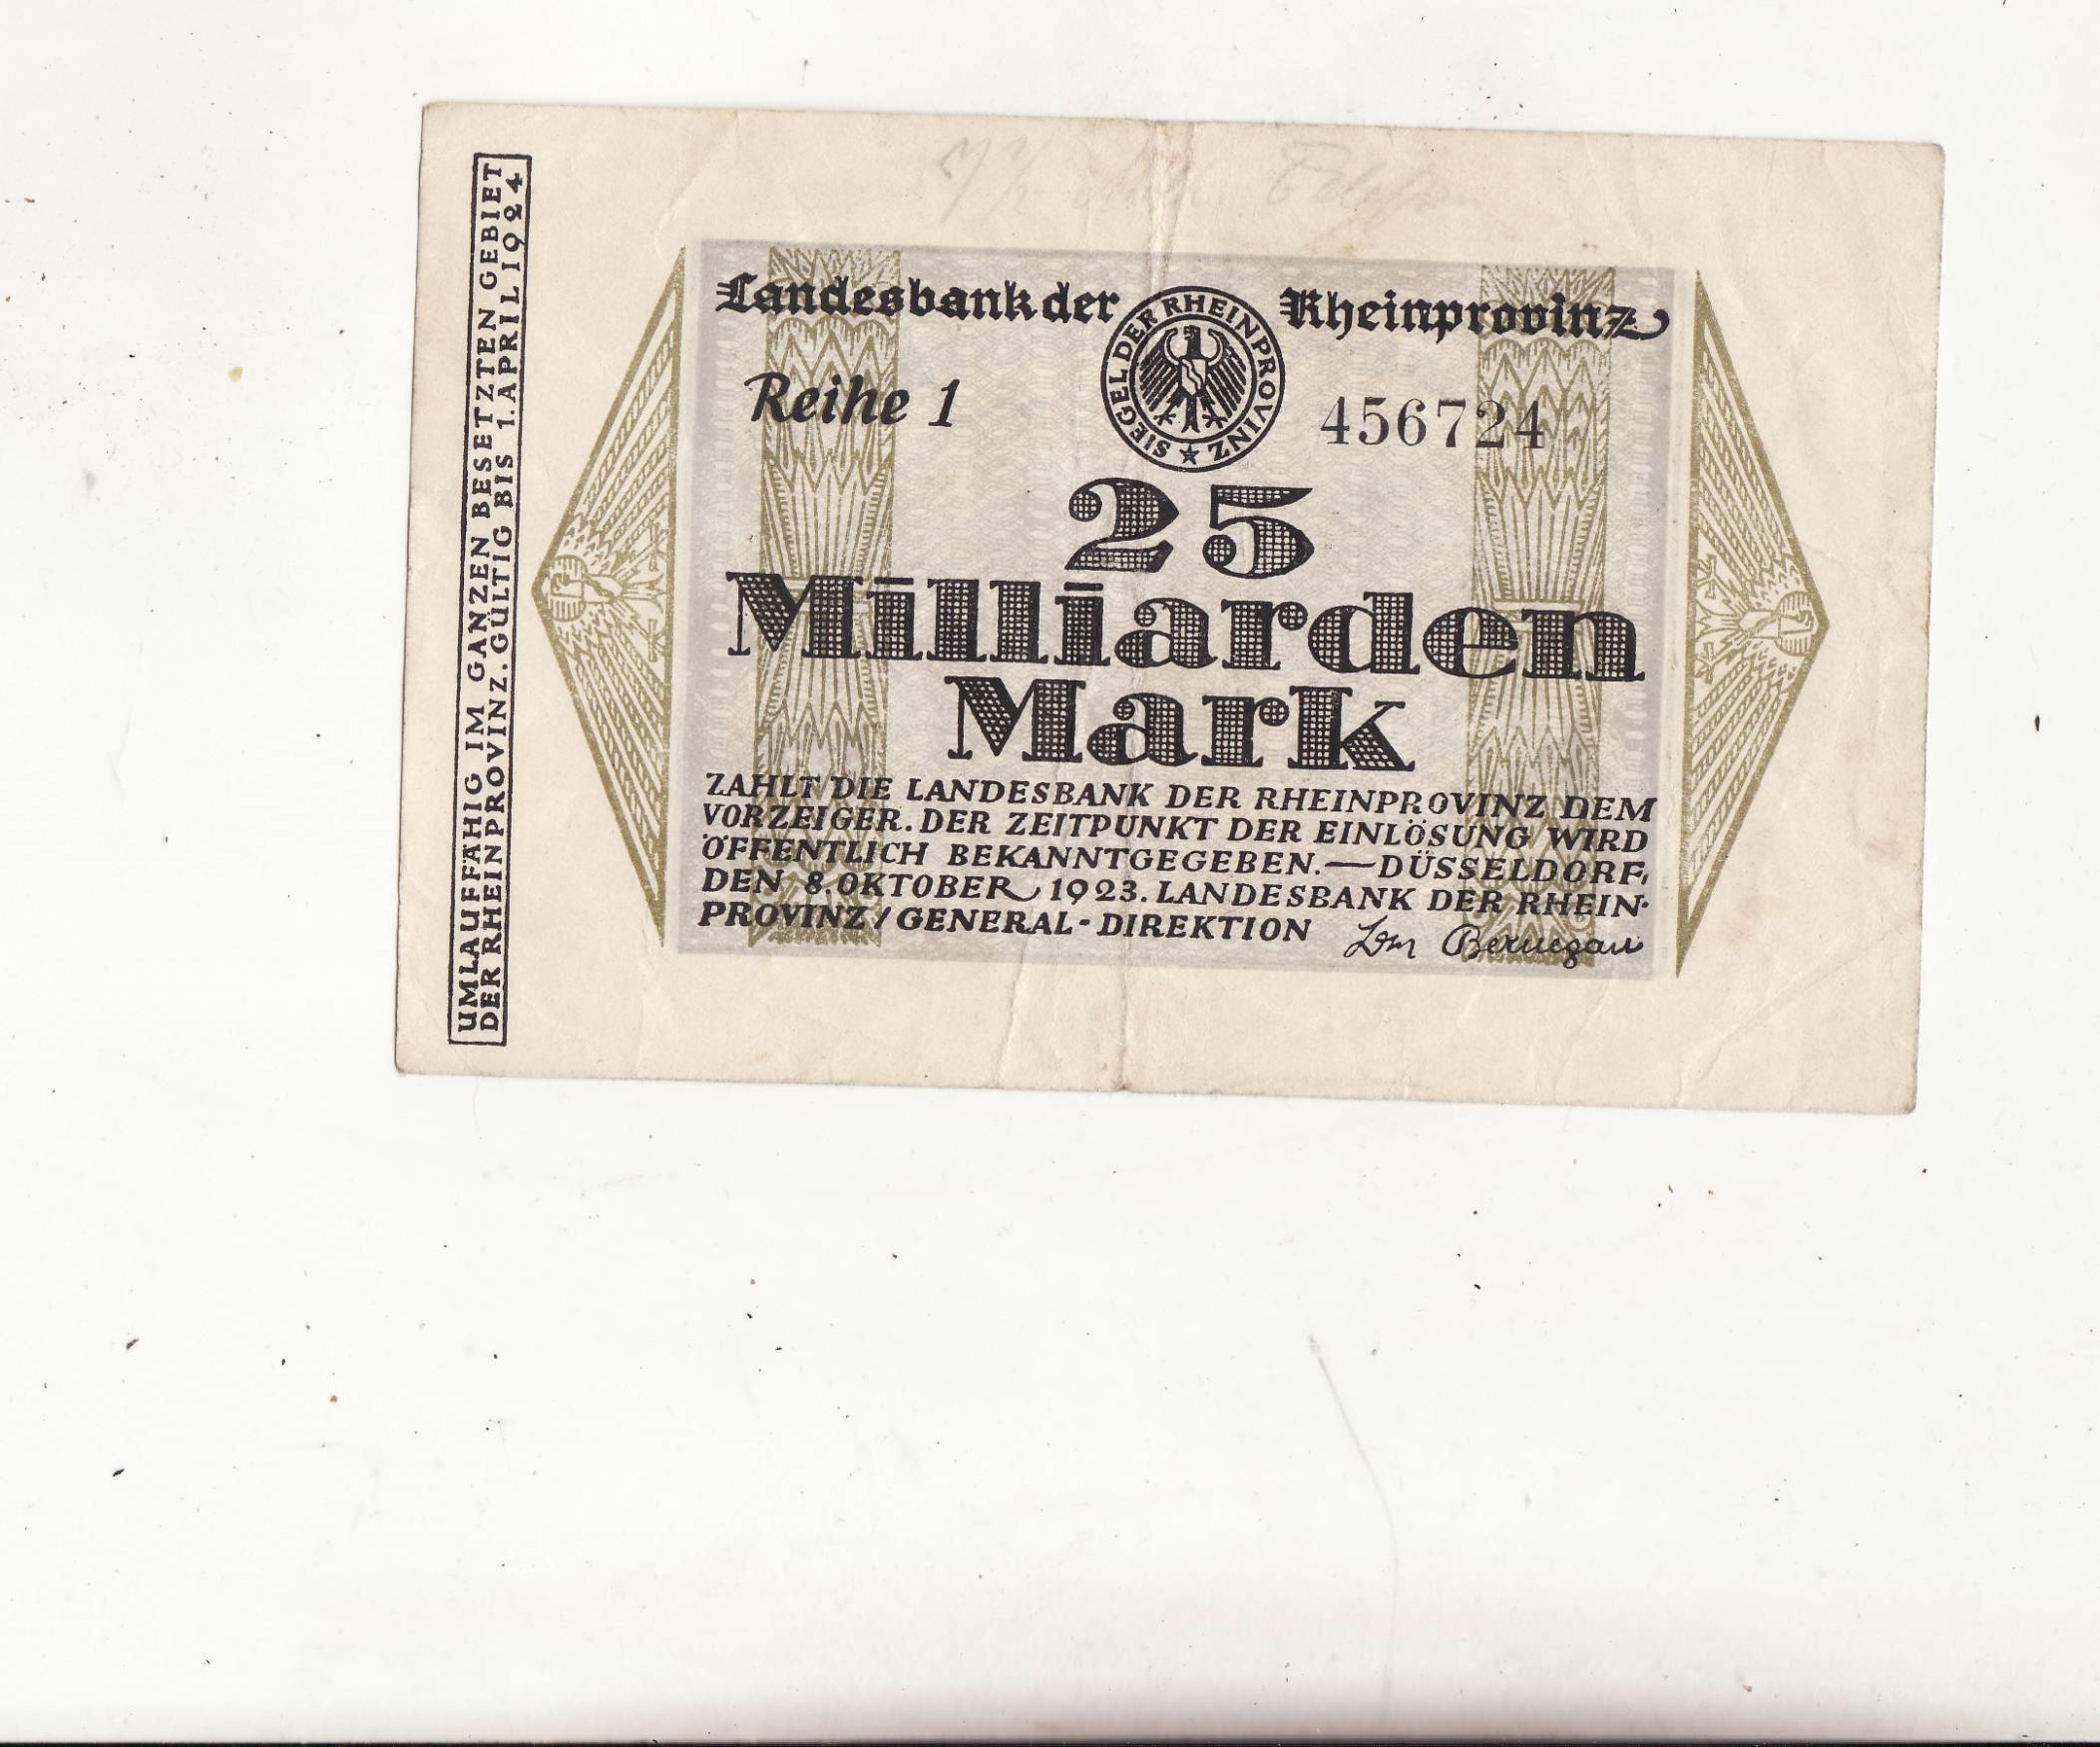 UMLAUFFÄHIG IM GANZEN BESETZTEN GEBIET
DER RHEINPROVINZ. GÜLTIG BIS 1. APRIL 1924
Landesbank der Rheinprovinz
SIEGEL DER RHEINPROVINZ
Reihe 1
456724
25
Milliarden
Mark
ZAHLT DIE LANDESBANK DER RHEINPROVINZ DEM
VORZEIGER. DER ZEITPUNKT DER EINLÖSUNG WIRD
ÖFFENTLICH BEKANNTGEGEBEN.—DÜSSELDORF,
DEN 8. OKTOBER 1923. LANDESBANK DER RHEIN-
PROVINZ / GENERAL-DIREKTION